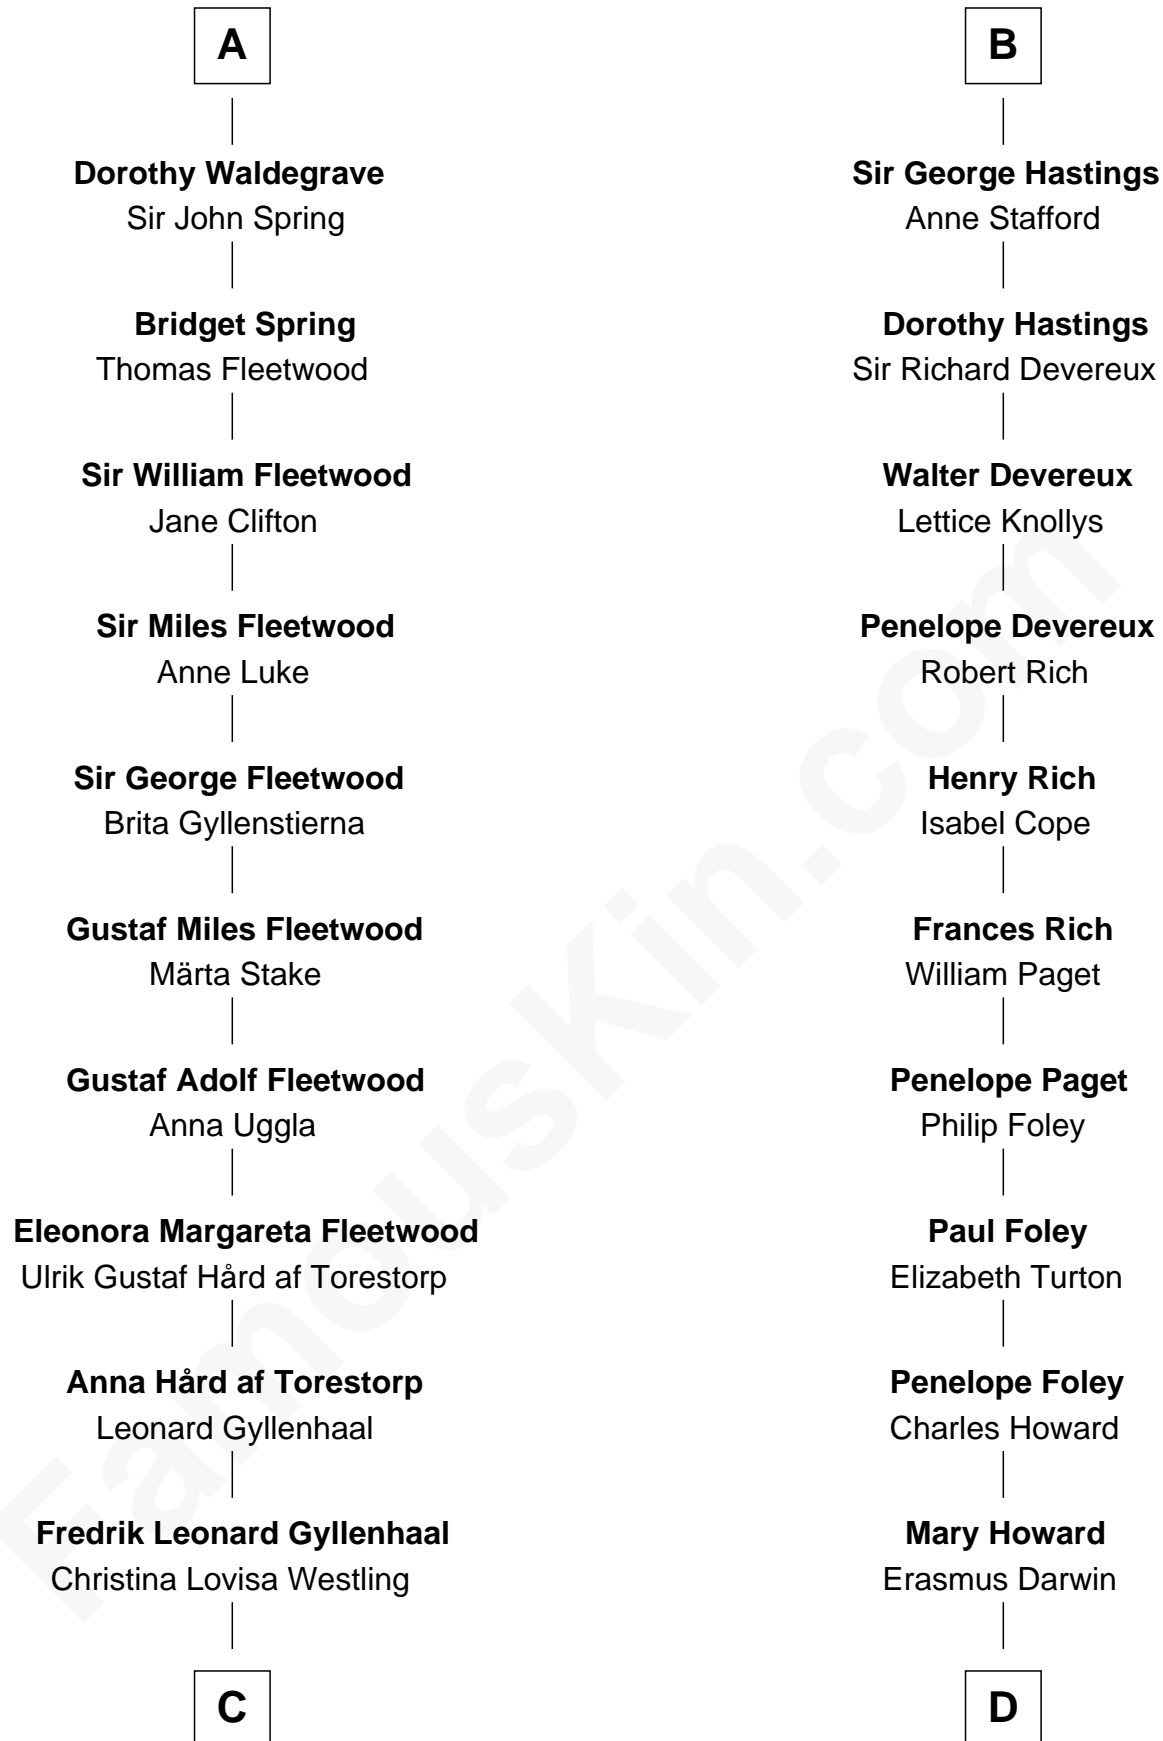 A
Dorothy Waldegrave
Sir John Spring
Bridget Spring
Thomas Fleetwood
Sir William Fleetwood
Jane Clifton
Sir Miles Fleetwood
Anne Luke
Sir George Fleetwood
Brita Gyllenstierna
Gustaf Miles Fleetwood
Märta Stake
Gustaf Adolf Fleetwood
Anna Uggla
Eleonora Margareta Fleetwood
Ulrik Gustaf Hård af Torestorp
Anna Hård af Torestorp
Leonard Gyllenhaal
Fredrik Leonard Gyllenhaal
Christina Lovisa Westling
C
B
Sir George Hastings
Anne Stafford
Dorothy Hastings
Sir Richard Devereux
Walter Devereux
Lettice Knollys
Penelope Devereux
Robert Rich
Henry Rich
Isabel Cope
Frances Rich
William Paget
Penelope Paget
Philip Foley
Paul Foley
Elizabeth Turton
Penelope Foley
Charles Howard
Mary Howard
Erasmus Darwin
D
FamousKin.com